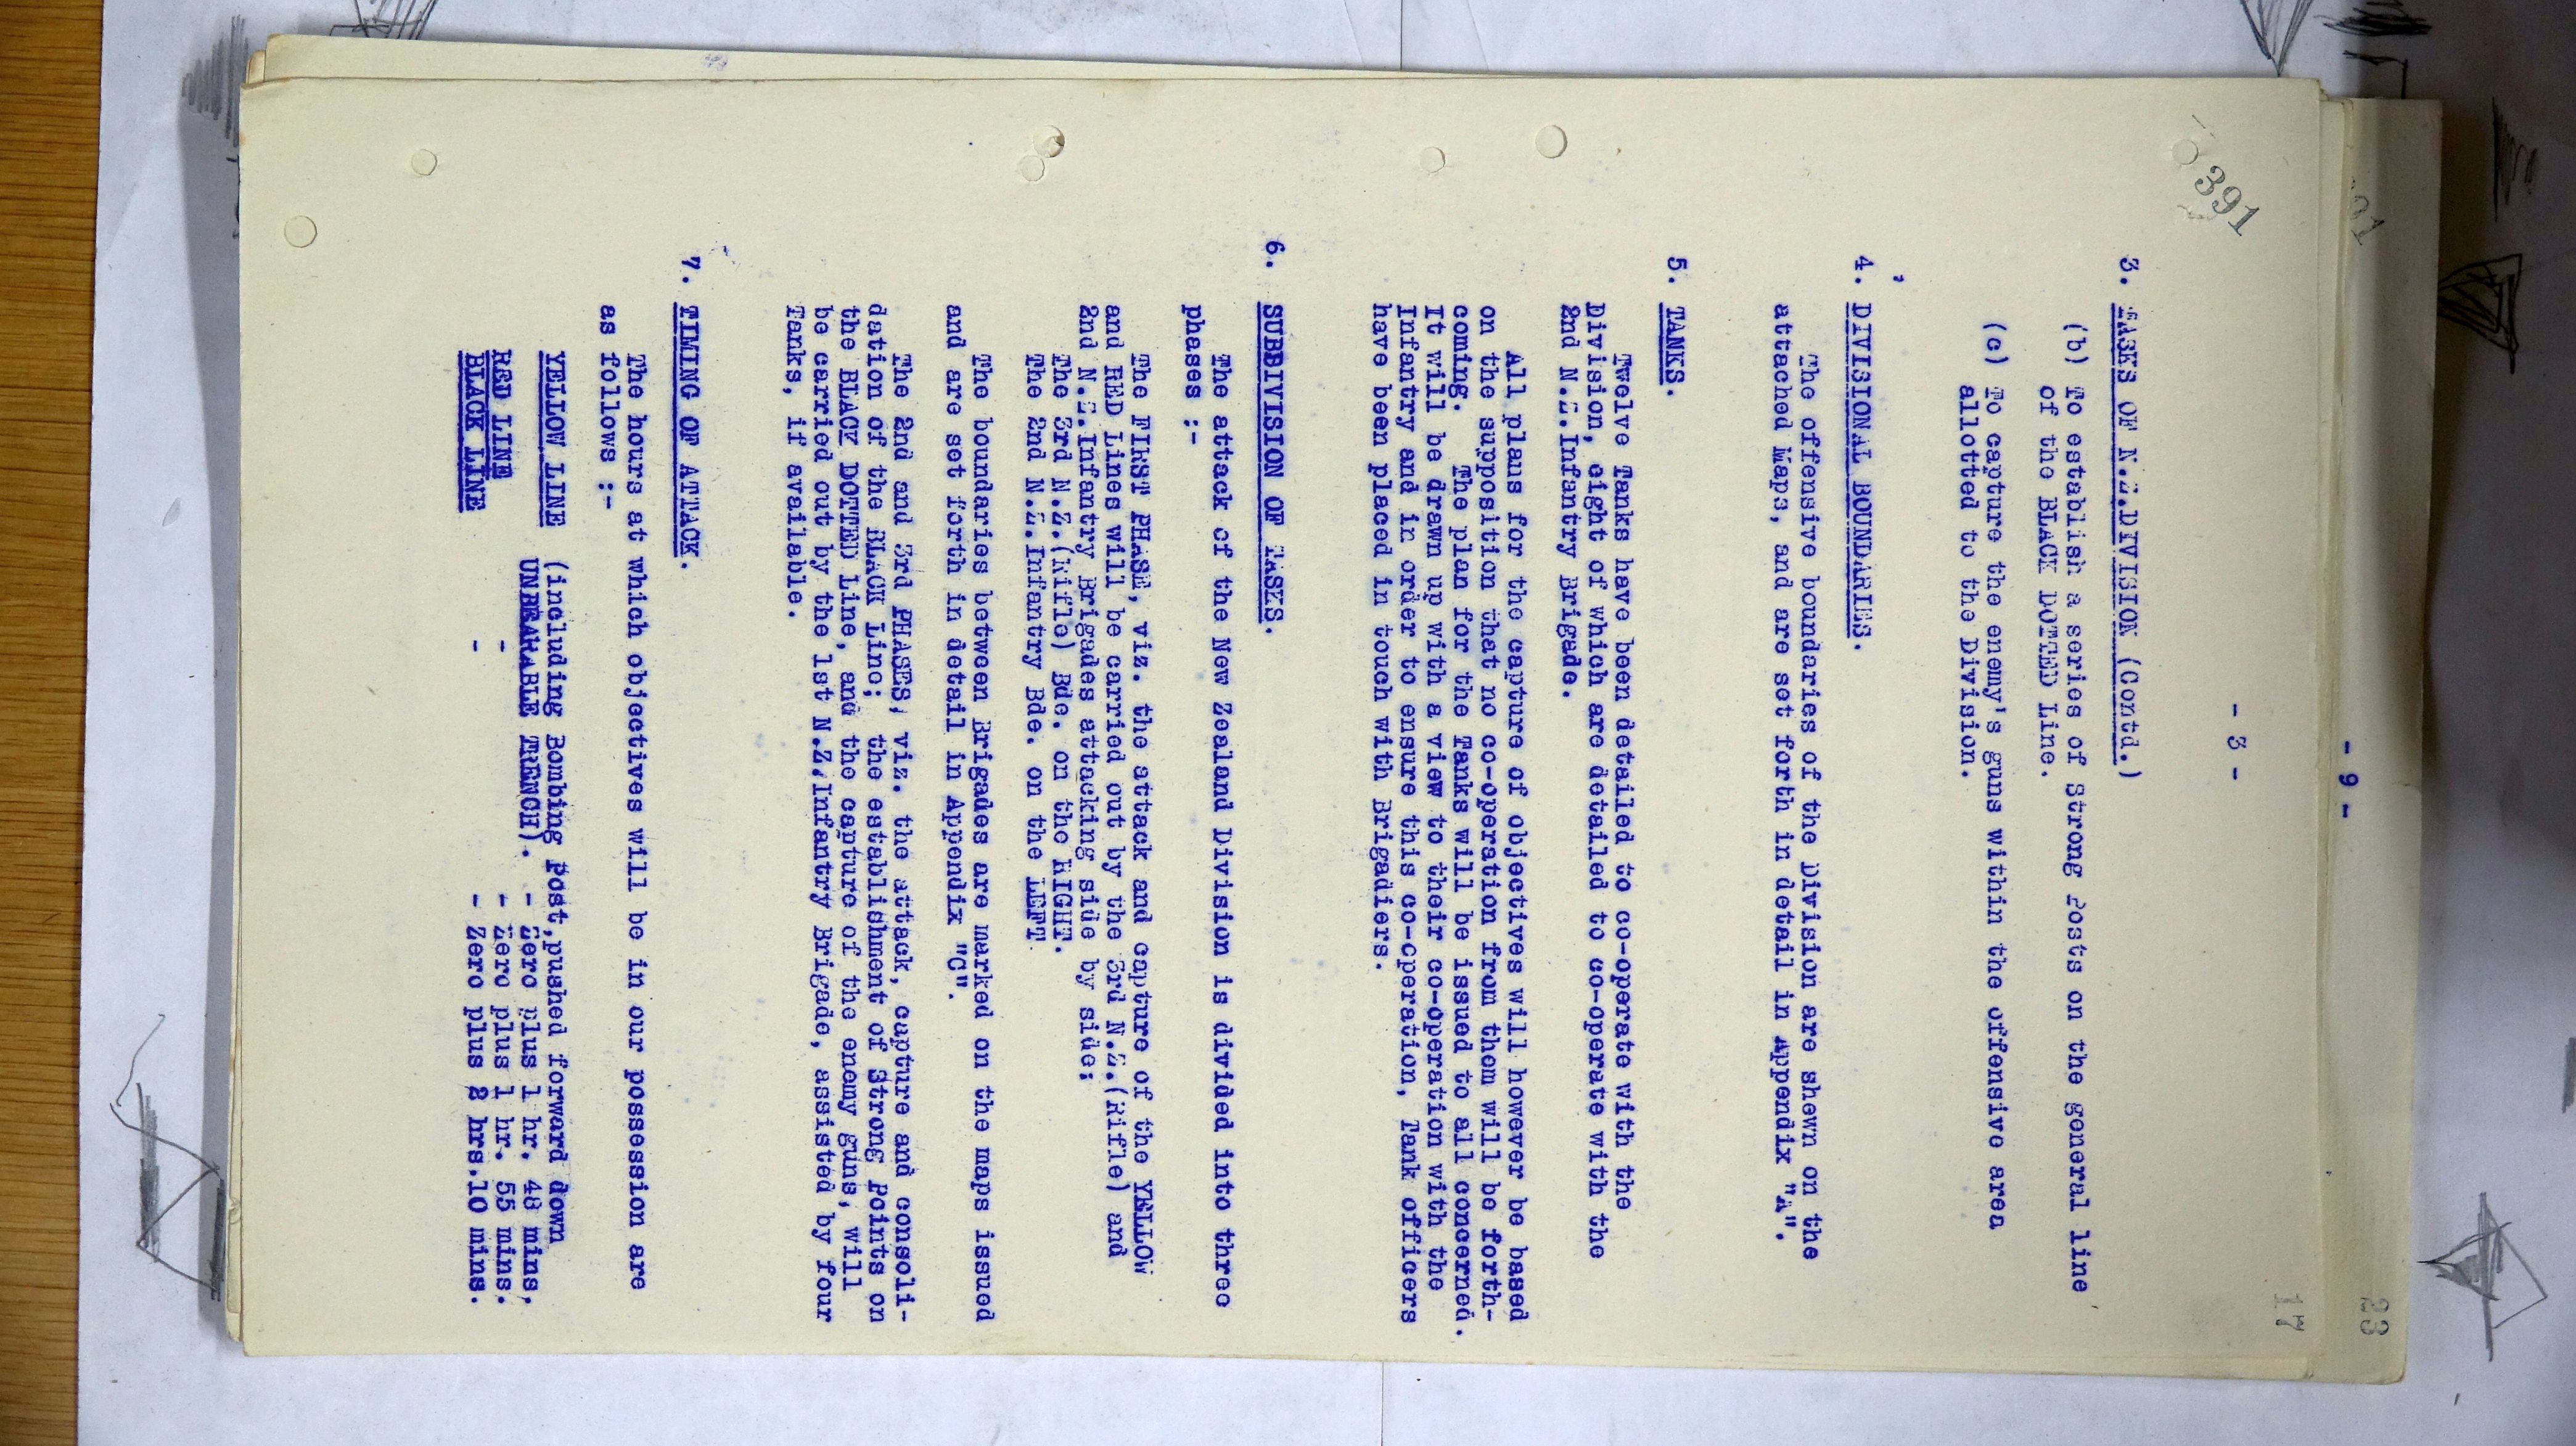 - 9 -
23
- 3 -
391
17
3. TASKS OF N.Z.DIVISION (Contd.)
(b) To establish a series of Strong Posts on the general line
of the BLACK DOTTED Line.
(c) To capture the enemy's guns within the offensive area
allotted to the Division.
4. DIVISIONAL BOUNDARIES.
The offensive boundaries of the Division are shewn on the
attached Maps, and are set forth in detail in Appendix "A".
5. TANKS.
Twelve Tanks have been detailed to co-operate with the
Division, eight of which are detailed to co-operate with the
2nd N.Z.Infantry Brigade.
All plans for the capture of objectives will however be based
on the supposition that no co-operation from them will be forth-
coming. The plan for the Tanks will be issued to all concerned.
It will be drawn up with a view to their co-operation with the
Infantry and in order to ensure this co-operation, Tank officers
have been placed in touch with Brigadiers.
6. SUBDIVISION OF TASKS.
The attack of the New Zealand Division is divided into three
phases :-
The FIRST PHASE, viz. the attack and capture of the YELLOW
and RED Lines will be carried out by the 3rd N.Z.(Rifle) and
2nd N.Z.Infantry Brigades attacking side by side;
The 3rd N.Z.(Rifle) Bde. on the RIGHT.
The 2nd N.Z.Infantry Bde. on the LEFT.
The boundaries between Brigades are marked on the maps issued
and are set forth in detail in Appendix "C".
The 2nd and 3rd PHASES, viz. the attack, capture and consoli-
dation of the BLACK Line; the establishment of Strong Points on
the BLACK DOTTED Line, and the capture of the enemy guns, will
be carried out by the 1st N.Z.Infantry Brigade, assisted by four
Tanks, if available.
7. TIMING OF ATTACK.
The hours at which objectives will be in our possession are
as follows :-
YELLOW LINE (including Bombing Post,pushed forward down
UNBEARABLE TRENCH). - Zero plus 1 hr. 48 mins.
RED LINE - - Zero plus 1 hr. 55 mins.
BLACK LINE - - Zero plus 2 hrs.10 mins.